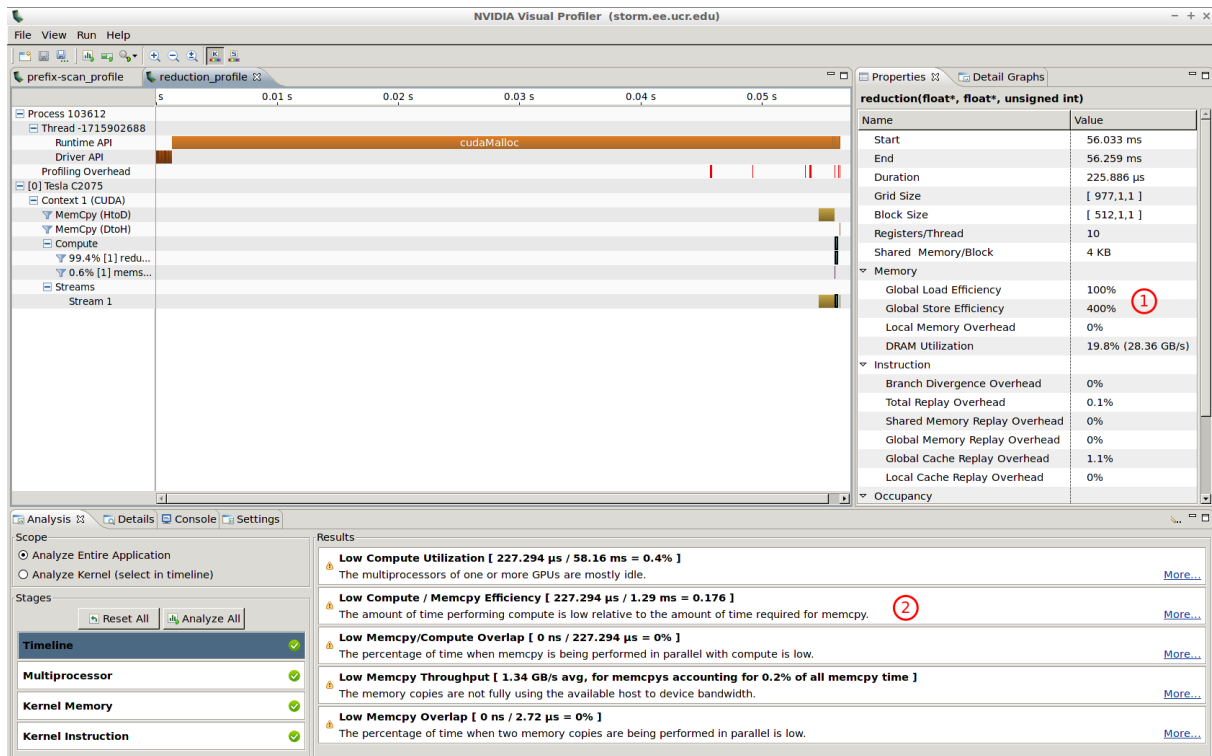 NVIDIA Visual Profiler (storm.ee.ucr.edu)
File View Run Help
prefix-scan_profile
reduction_profile
s 0.01 s 0.02 s 0.03 s 0.04 s 0.05 s
Process 103612
Thread -1715902688
Runtime API
cudaMalloc
Driver API
Profiling Overhead
[0] Tesla C2075
Context 1 (CUDA)
MemCpy (HtoD)
MemCpy (DtoH)
Compute
99.4% [1] redu...
0.6% [1] mems...
Streams
Stream 1
Properties Detail Graphs
reduction(float*, float*, unsigned int)
Name Value
Start 56.033 ms
End 56.259 ms
Duration 225.886 µs
Grid Size [ 977,1,1 ]
Block Size [ 512,1,1 ]
Registers/Thread 10
Shared Memory/Block 4 KB
Memory
Global Load Efficiency 100%
Global Store Efficiency 400%
1
Local Memory Overhead 0%
DRAM Utilization 19.8% (28.36 GB/s)
Instruction
Branch Divergence Overhead 0%
Total Replay Overhead 0.1%
Shared Memory Replay Overhead 0%
Global Memory Replay Overhead 0%
Global Cache Replay Overhead 1.1%
Local Cache Replay Overhead 0%
Occupancy
Analysis Details Console Settings
Scope
Analyze Entire Application
Analyze Kernel (select in timeline)
Stages
Reset All Analyze All
Timeline
Multiprocessor
Kernel Memory
Kernel Instruction
Results
Low Compute Utilization [ 227.294 µs / 58.16 ms = 0.4% ]
The multiprocessors of one or more GPUs are mostly idle. More...
Low Compute / Memcpy Efficiency [ 227.294 µs / 1.29 ms = 0.176 ]
2
The amount of time performing compute is low relative to the amount of time required for memcpy. More...
Low Memcpy/Compute Overlap [ 0 ns / 227.294 µs = 0% ]
The percentage of time when memcpy is being performed in parallel with compute is low. More...
Low Memcpy Throughput [ 1.34 GB/s avg, for memcpys accounting for 0.2% of all memcpy time ]
The memory copies are not fully using the available host to device bandwidth. More...
Low Memcpy Overlap [ 0 ns / 2.72 µs = 0% ]
The percentage of time when two memory copies are being performed in parallel is low. More...